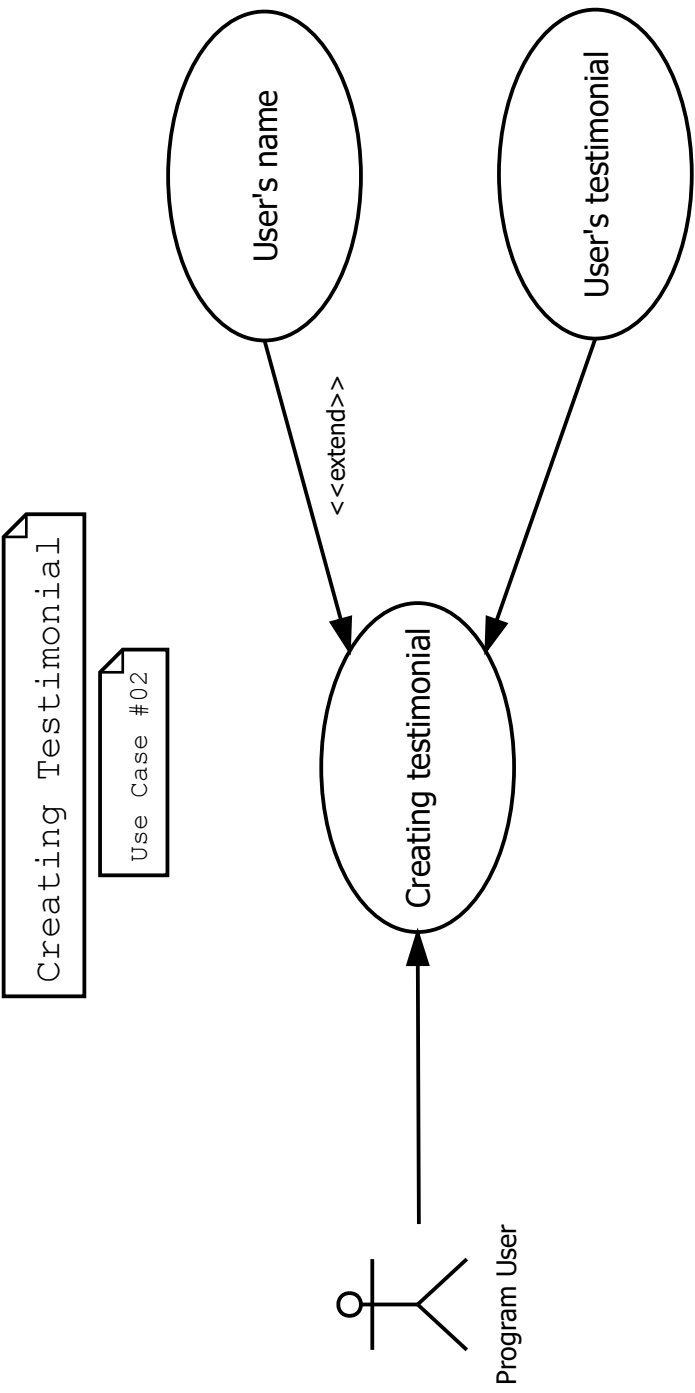 Creating Testimonial
Use Case #02
Program User
Creating testimonial
<<extend>>
User's name
User's testimonial